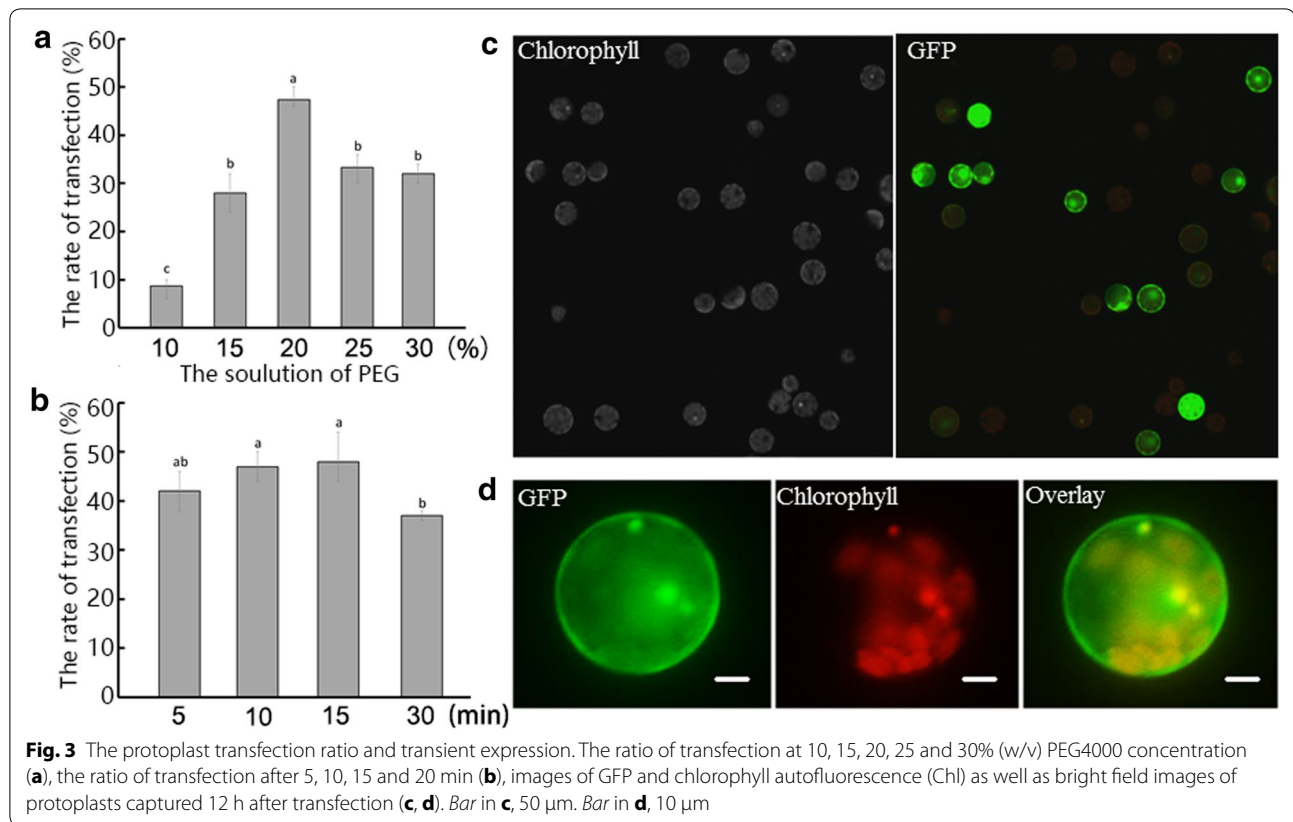 a
The rate of transfection (%)
60
50
40
30
20
10
0
c
b
a
b
b
10 15 20 25 30 (%)
The soulution of PEG
b
The rate of transfection (%)
60
50
40
30
20
10
0
ab
a
a
b
5 10 15 30 (min)
c
Chlorophyll
GFP
d
GFP
Chlorophyll
Overlay
Fig. 3 The protoplast transfection ratio and transient expression. The ratio of transfection at 10, 15, 20, 25 and 30% (w/v) PEG4000 concentration
(a), the ratio of transfection after 5, 10, 15 and 20 min (b), images of GFP and chlorophyll autofluorescence (Chl) as well as bright field images of
protoplasts captured 12 h after transfection (c, d). Bar in c, 50 μm. Bar in d, 10 μm